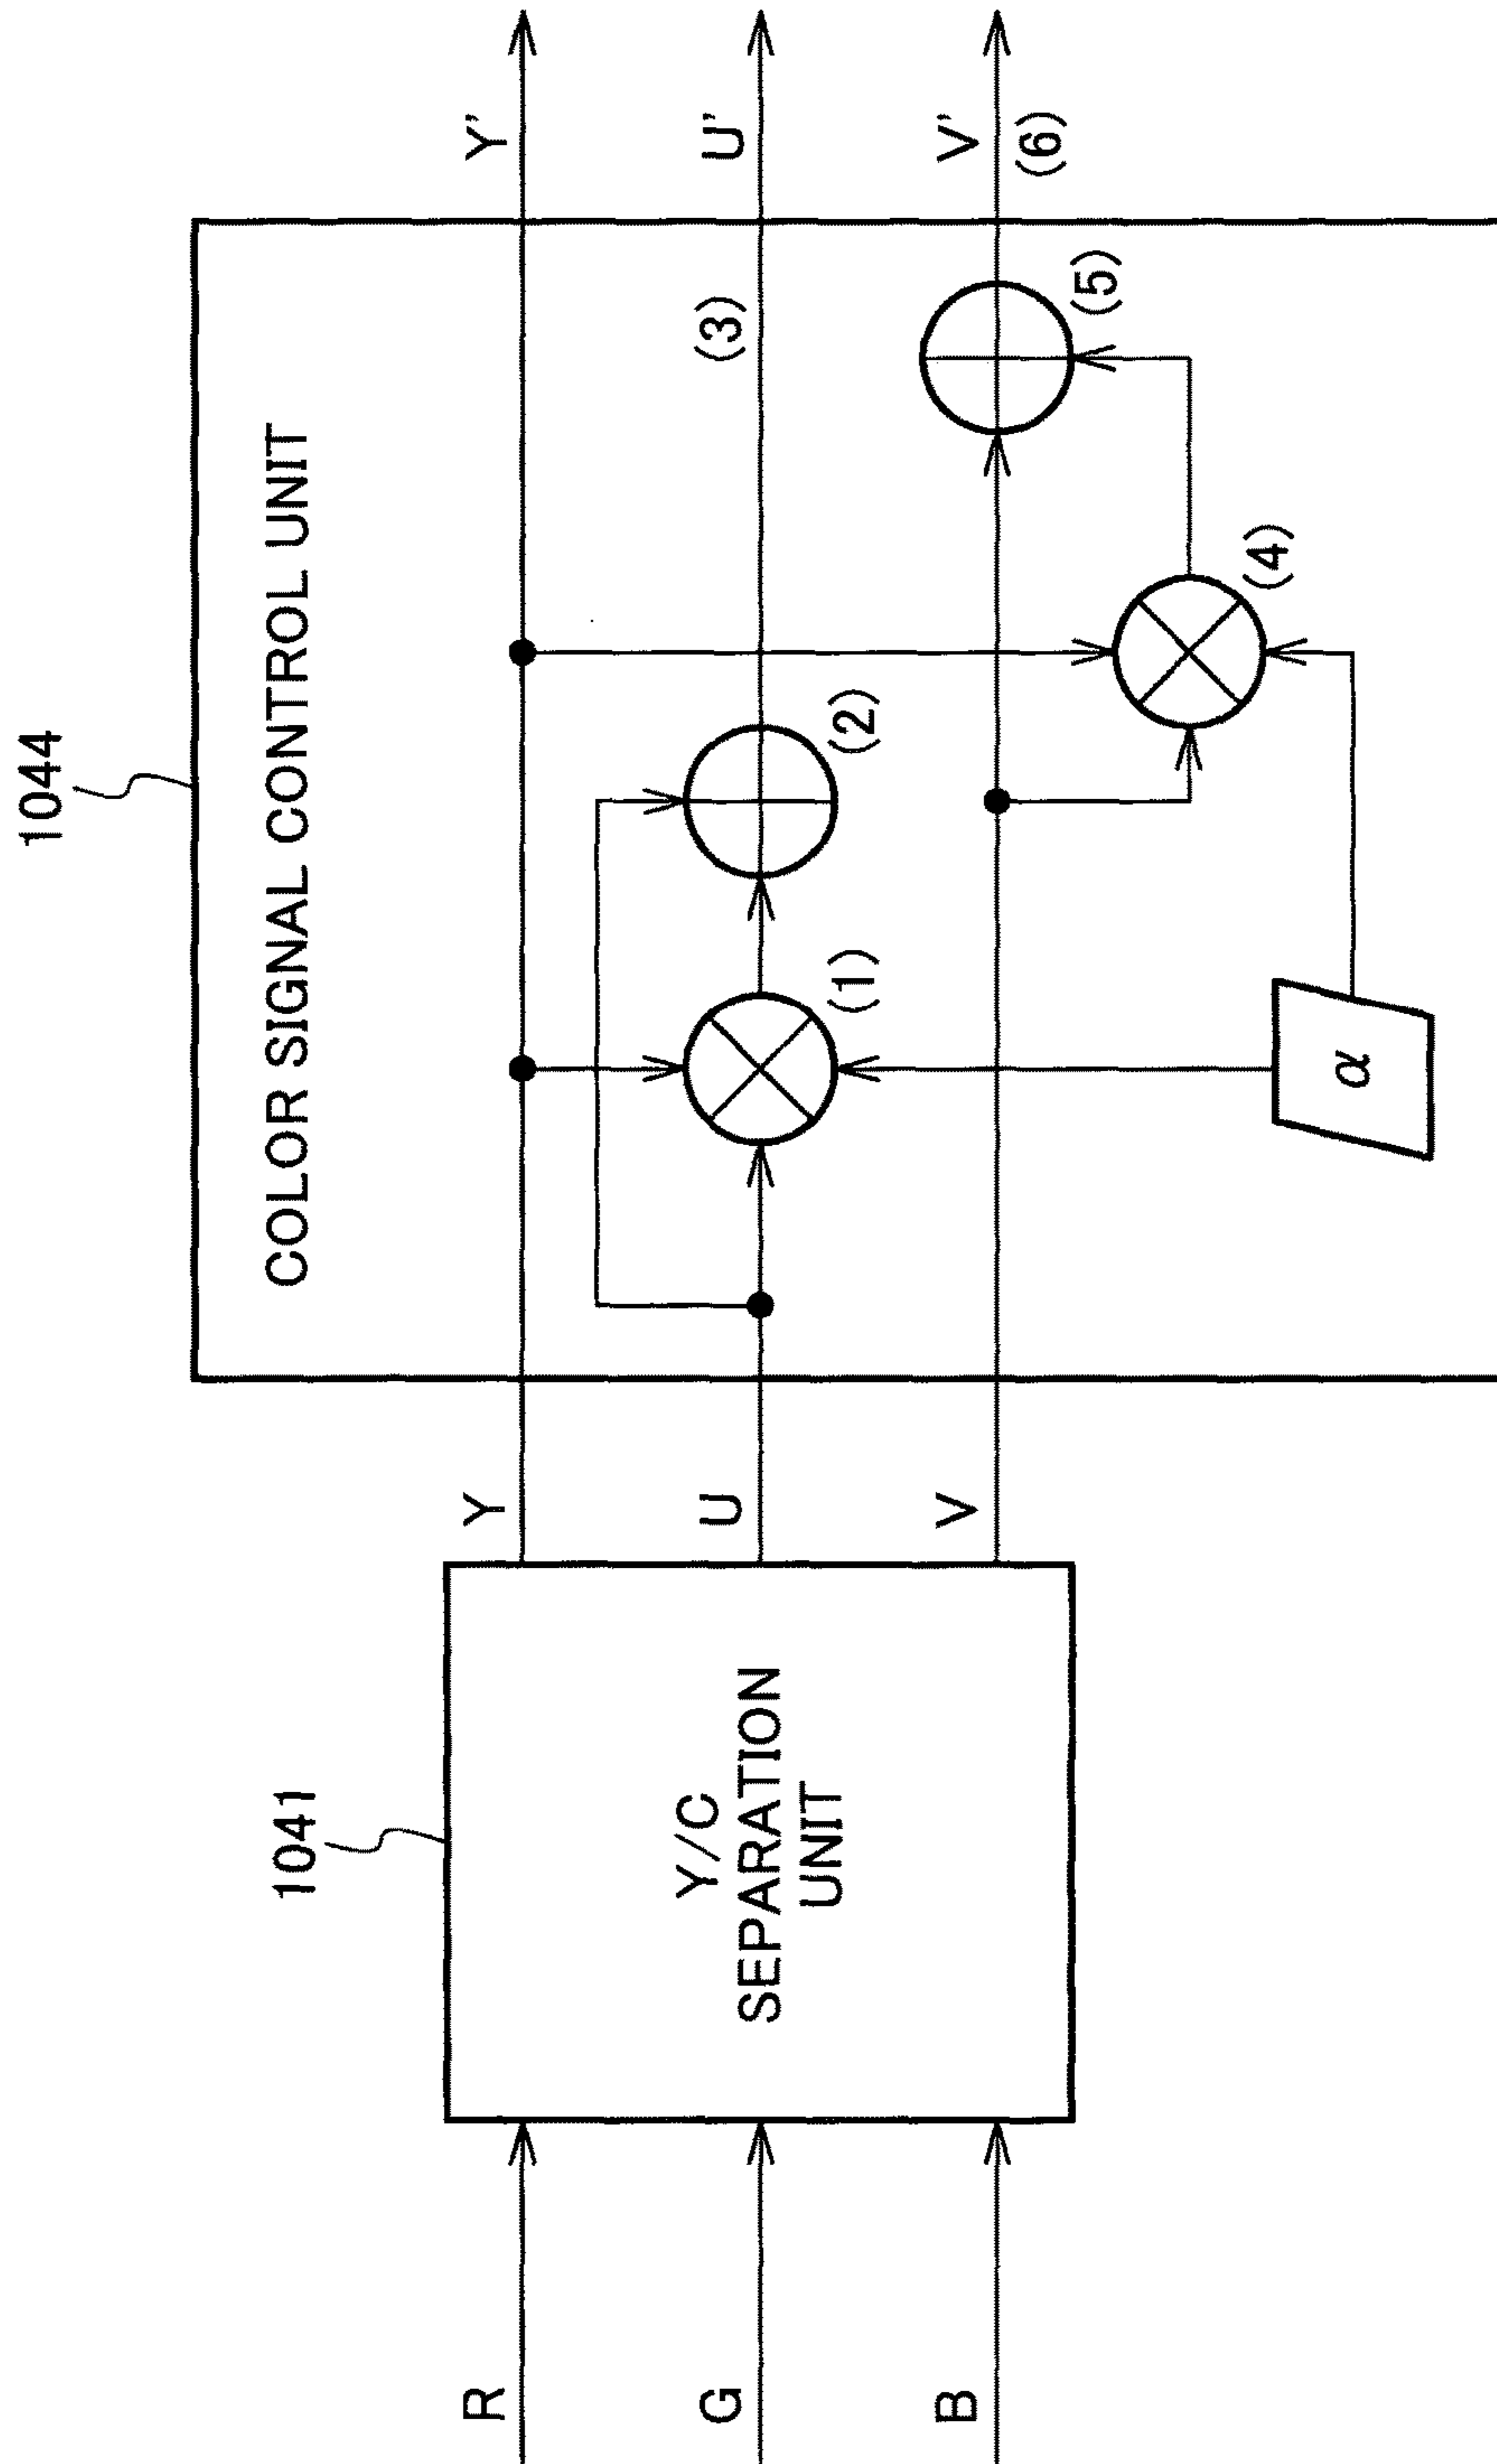 1044
COLOR SIGNAL CONTROL UNIT
1041
Y/C
SEPARATION
UNIT
R
G
B
Y
U
V
(1)
(2)
(3)
(4)
(5)
α
Y'
U'
V'
(6)